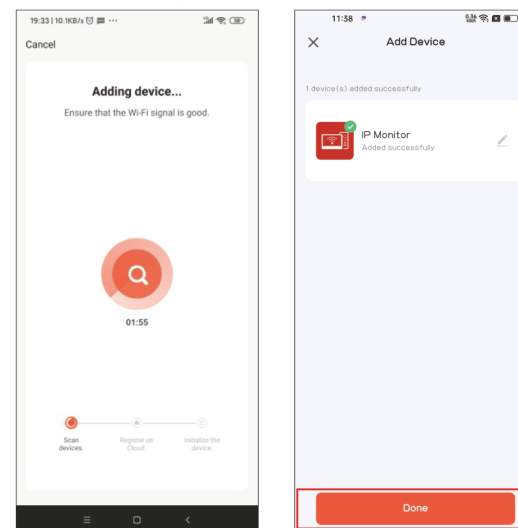 19:33 | 10.1KB/s
58
Cancel
Adding device...
Ensure that the Wi-Fi signal is good.
01:55
Scan
devices.
Register on
Cloud.
Initialize the
device.
11:38
Add Device
1 device(s) added successfully
IP Monitor
Added successfully
Done